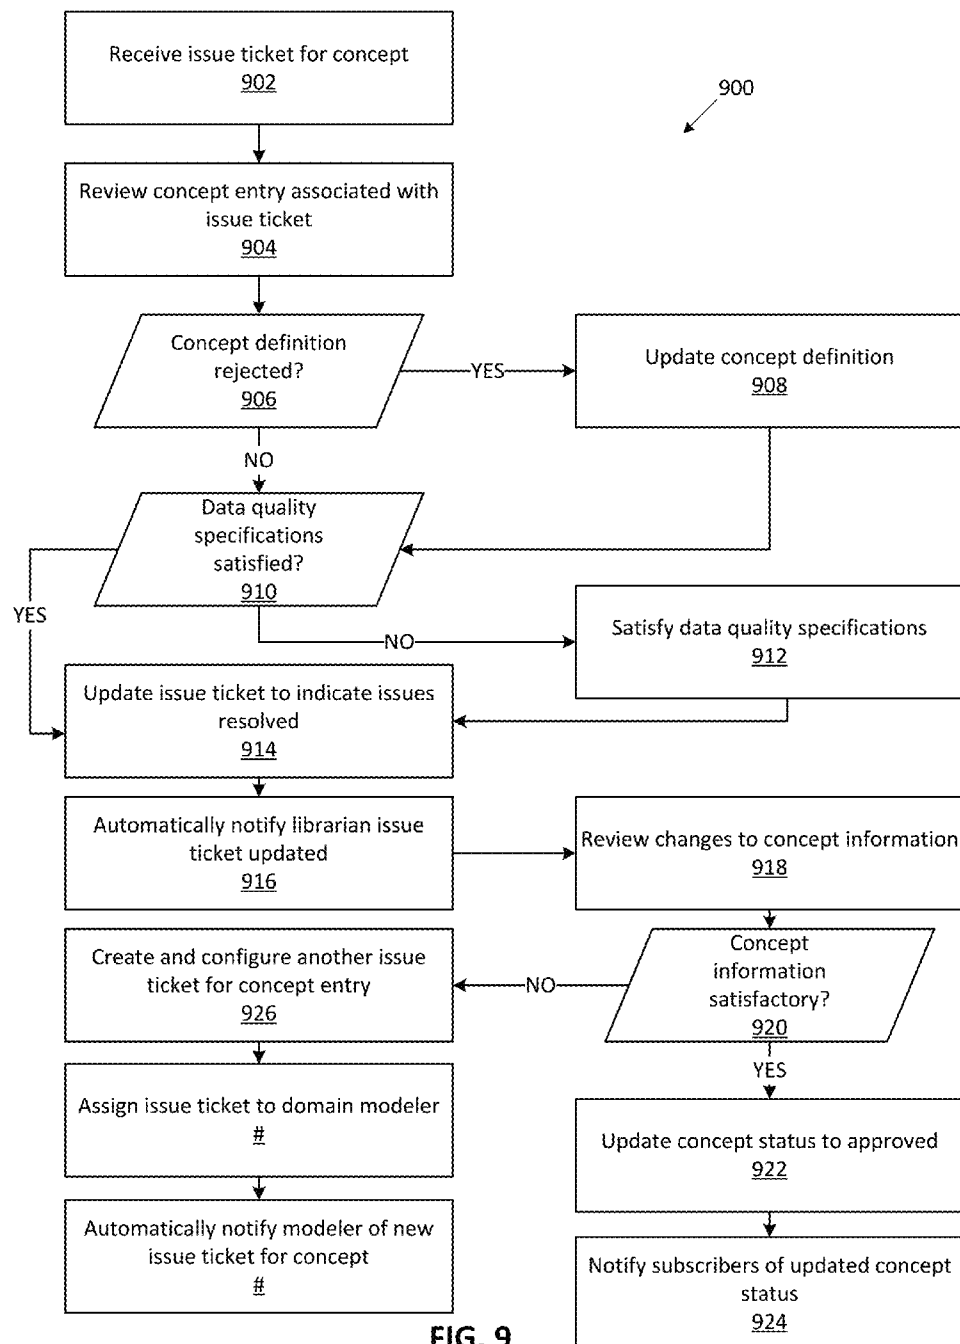 Receive issue ticket for concept
902
900
Review concept entry associated with
issue ticket
904
Concept definition
rejected?
906
YES
Update concept definition
908
NO
Data quality
specifications
satisfied?
910
YES
NO
Satisfy data quality specifications
912
Update issue ticket to indicate issues
resolved
914
Automatically notify librarian issue
ticket updated
916
Review changes to concept information
918
Concept
information
satisfactory?
920
NO
Create and configure another issue
ticket for concept entry
926
YES
Assign issue ticket to domain modeler
#
Update concept status to approved
922
Automatically notify modeler of new
issue ticket for concept
#
Notify subscribers of updated concept
status
924
FIG. 9